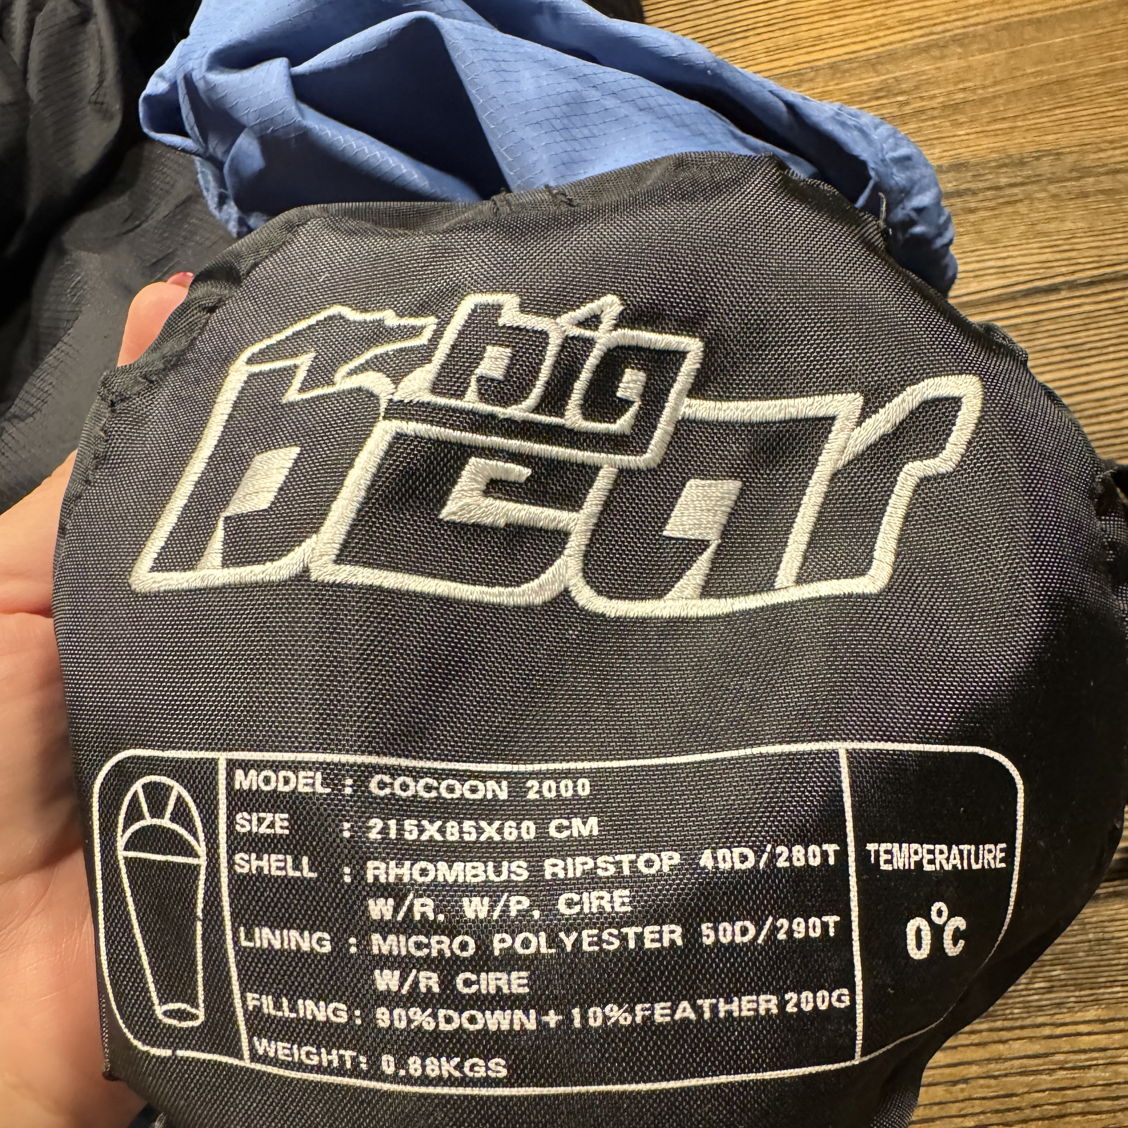 big
bear
MODEL : COCOON 2000
SIZE : 215X85X60 CM
SHELL : RHOMBUS RIPSTOP 40D/280T
W/R, W/P, CIRE
LINING : MICRO POLYESTER 50D/290T
W/R CIRE
FILLING : 90%DOWN+10%FEATHER 200G
WEIGHT: 0.88KGS
TEMPERATURE
0°C